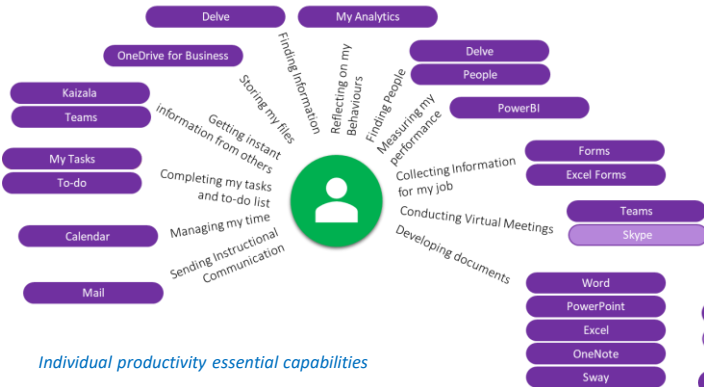 Delve
My Analytics
OneDrive for Business
Delve
People
Kaizala
Teams
PowerBI
My Tasks
To-do
Forms
Excel Forms
Calendar
Teams
Skype
Mail
Word
PowerPoint
Excel
OneNote
Sway
Finding Information
Reflecting on my
Behaviours
Finding People
Measuring my
performance
Storing my files
Getting instant
information from others
Collecting Information
for my job
Completing my tasks
and to-do list
Conducting Virtual Meetings
Managing my time
Developing documents
Sending Instructional
Communication
Individual productivity essential capabilities